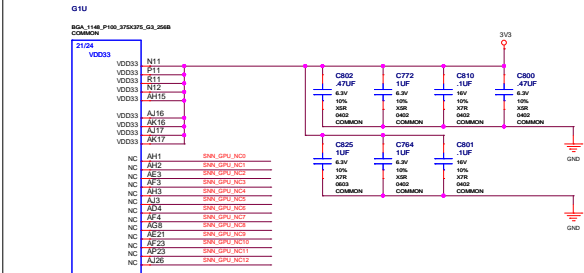 G1U
BGA_1148_P100_375X375_G3_256B
COMMON
21/24
VDD33
3V3
VDD33 N11
VDD33 P11
VDD33 R11
VDD33 N12
VDD33 AH15
VDD33 AJ16
VDD33 AK16
VDD33 AJ17
VDD33 AK17
C802
.47UF
6.3V
10%
X5R
0402
COMMON
C772
1UF
6.3V
10%
X5R
0402
COMMON
C810
.1UF
16V
10%
X7R
0402
COMMON
C800
.47UF
6.3V
10%
X5R
0402
COMMON
GND
C825
1UF
6.3V
10%
X7R
0603
COMMON
C764
1UF
6.3V
10%
X5R
0402
COMMON
C801
.1UF
16V
10%
X7R
0402
COMMON
GND
NC AH1 SNN_GPU_NC0
NC AH2 SNN_GPU_NC1
NC AE3 SNN_GPU_NC2
NC AF3 SNN_GPU_NC3
NC AH3 SNN_GPU_NC4
NC AJ3 SNN_GPU_NC5
NC AD4 SNN_GPU_NC6
NC AF4 SNN_GPU_NC7
NC AG8 SNN_GPU_NC8
NC AE21 SNN_GPU_NC9
NC AF23 SNN_GPU_NC10
NC AP23 SNN_GPU_NC11
NC AJ26 SNN_GPU_NC12